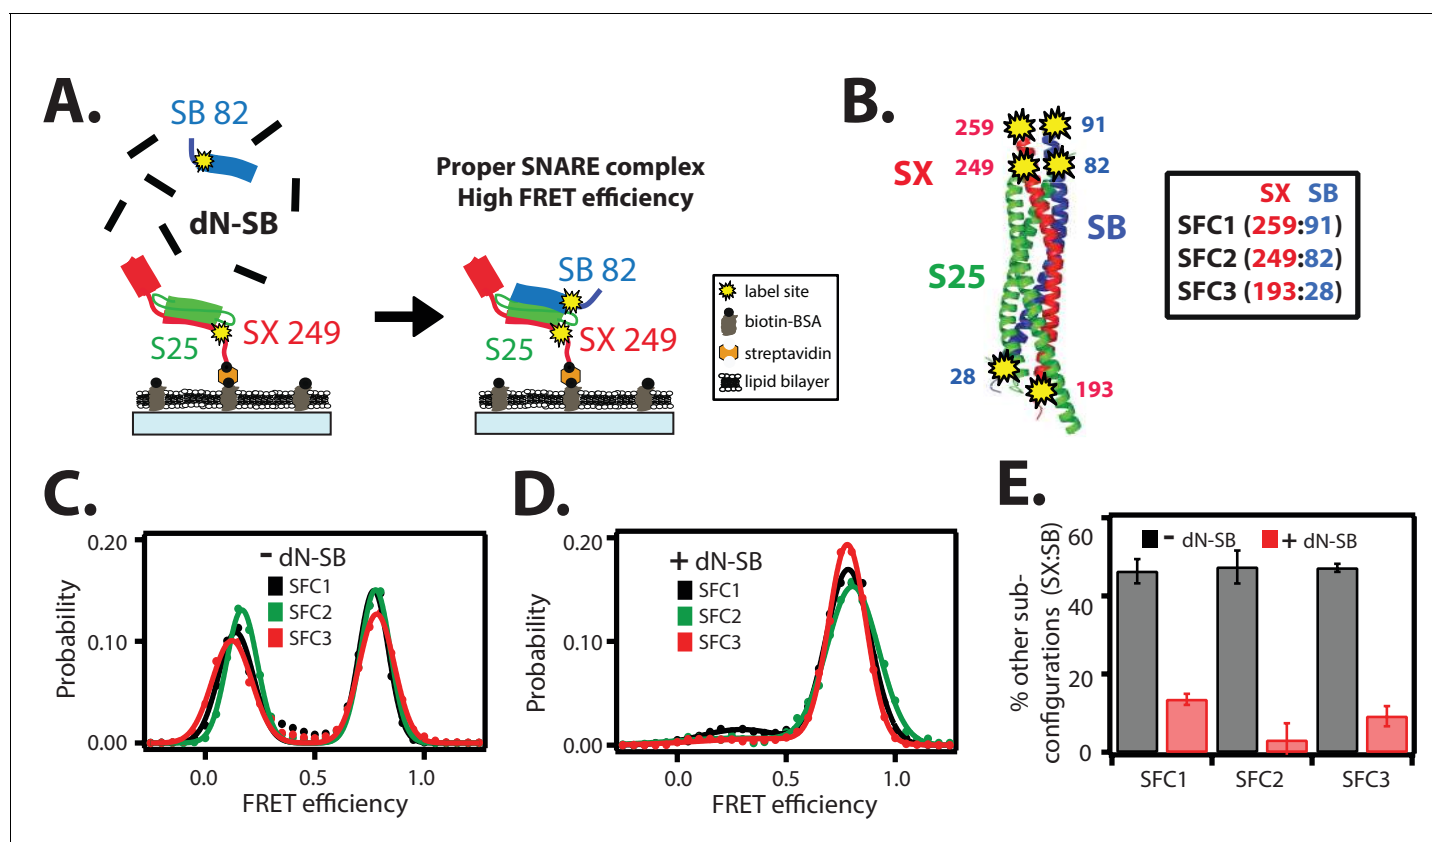 A.
SB 82
dN-SB
S25
SX 249
Proper SNARE complex
High FRET efficiency
SB 82
S25
SX 249
label site
biotin-BSA
streptavidin
lipid bilayer
B.
259
91
SX
249
82
SB
S25
28
193
SX SB
SFC1 (259:91)
SFC2 (249:82)
SFC3 (193:28)
C.
Probability
0.20
0.10
0.00
- dN-SB
SFC1
SFC2
SFC3
0.0 0.5 1.0
FRET efficiency
D.
Probability
0.20
0.10
0.00
+ dN-SB
SFC1
SFC2
SFC3
0.0 0.5 1.0
FRET efficiency
E.
% other sub-
configurations (SX:SB)
60
40
20
0
- dN-SB + dN-SB
SFC1 SFC2 SFC3